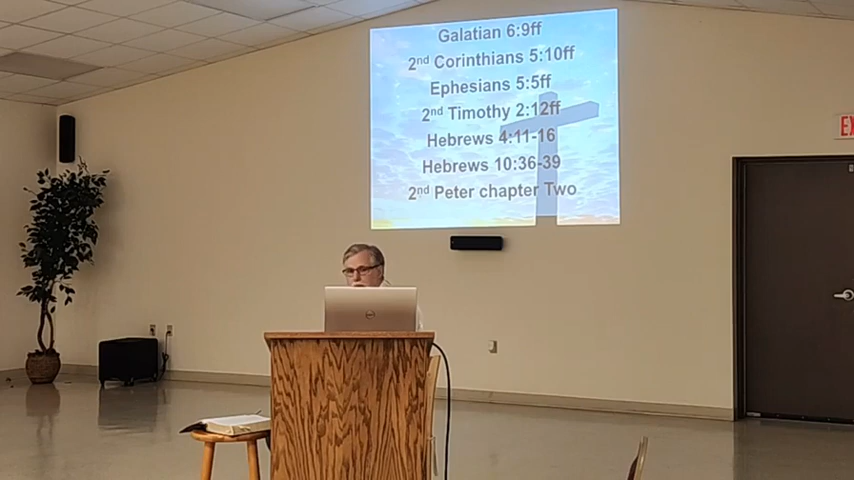 Galatian 6:9ff
2nd Corinthians 5:10ff
Ephesians 5:5ff
2nd Timothy 2:12ff
Hebrews 4:11-16
Hebrews 10:36-39
2nd Peter chapter Two
DELL